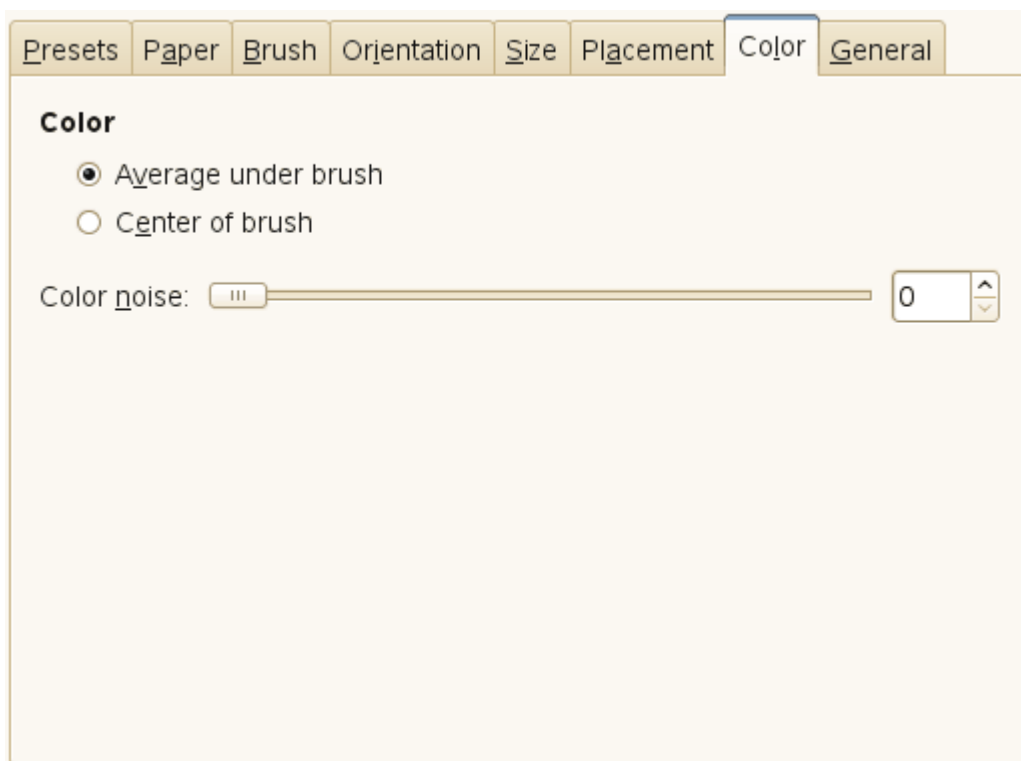 Presets Paper Brush Orientation Size Placement Color General
Color
Average under brush
Center of brush
Color noise: 0